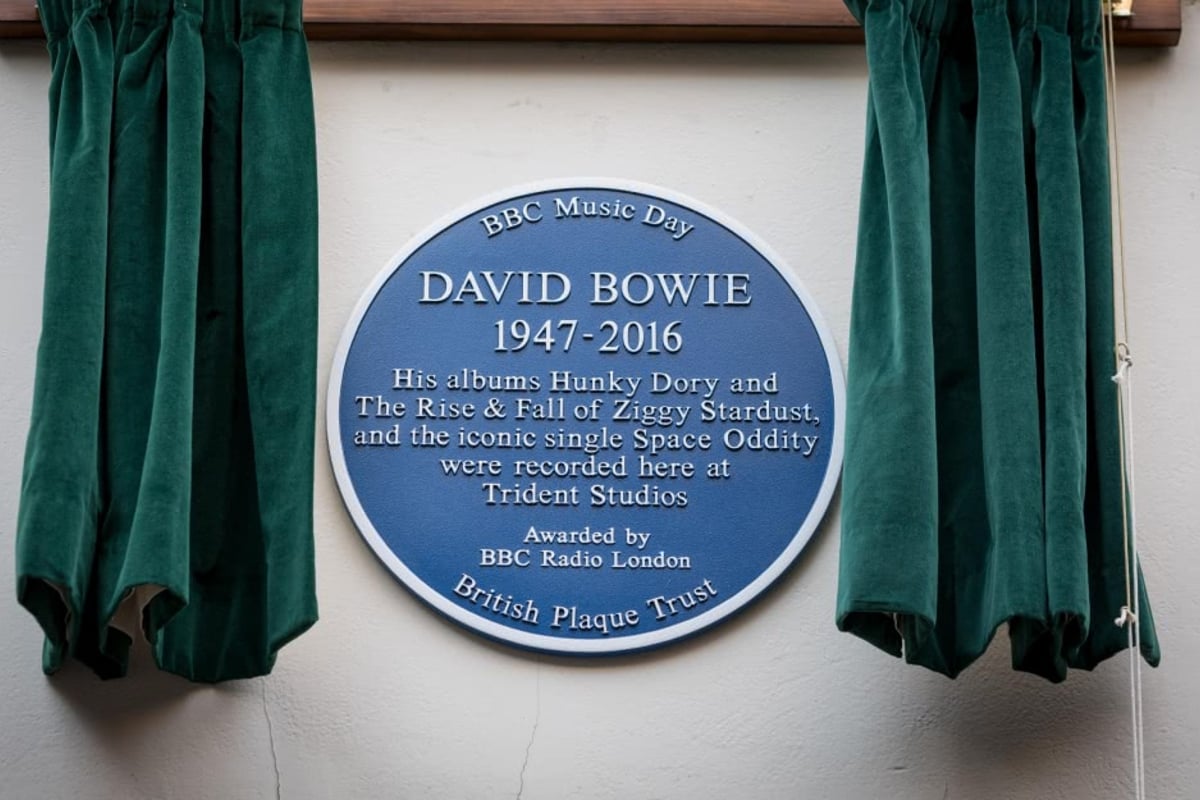 BBC Music Day
DAVID BOWIE
1947-2016
His albums Hunky Dory and
The Rise & Fall of Ziggy Stardust,
and the iconic single Space Oddity
were recorded here at
Trident Studios
Awarded by
BBC Radio London
British Plaque Trust